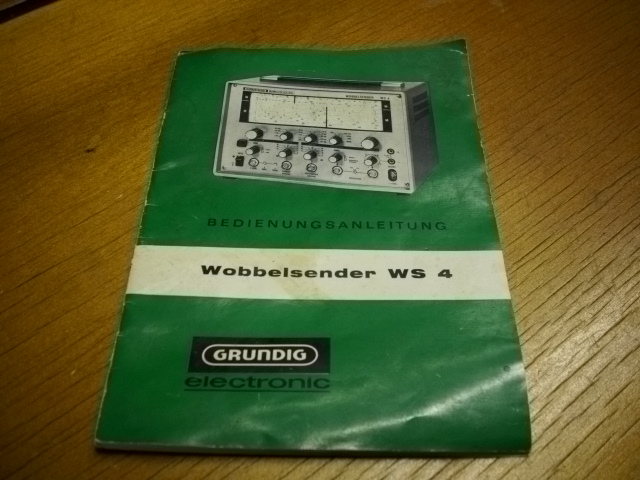 BEDIENUNGSANLEITUNG
Wobbelsender WS 4
GRUNDIG
electronic